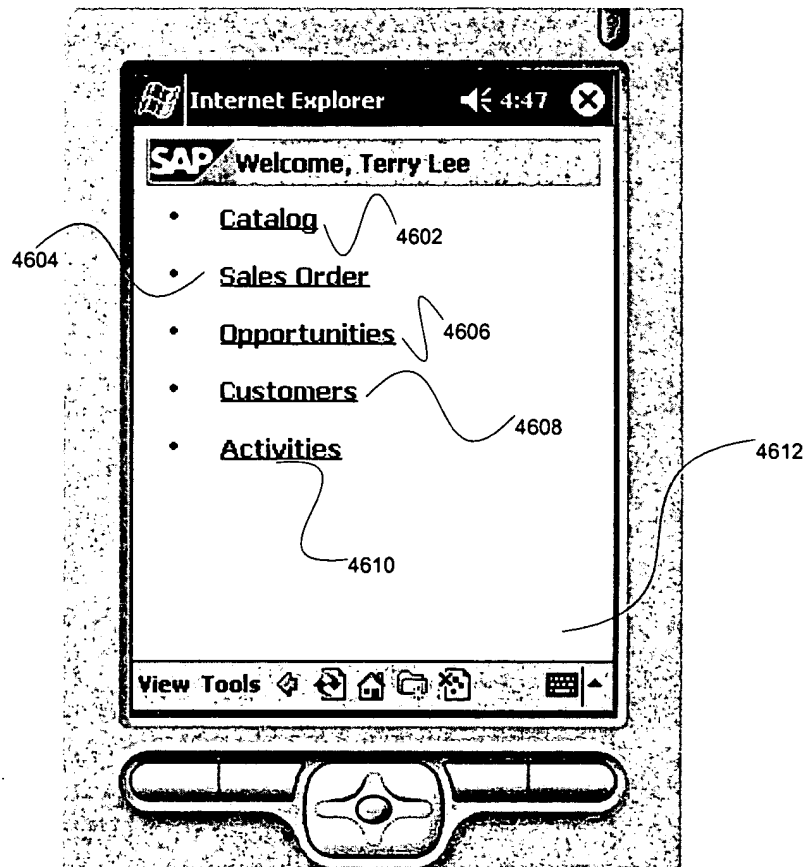 Internet Explorer 4:47
SAP Welcome, Terry Lee
Catalog
4602
4604
Sales Order
Opportunities
4606
Customers
4608
4612
Activities
4610
View Tools